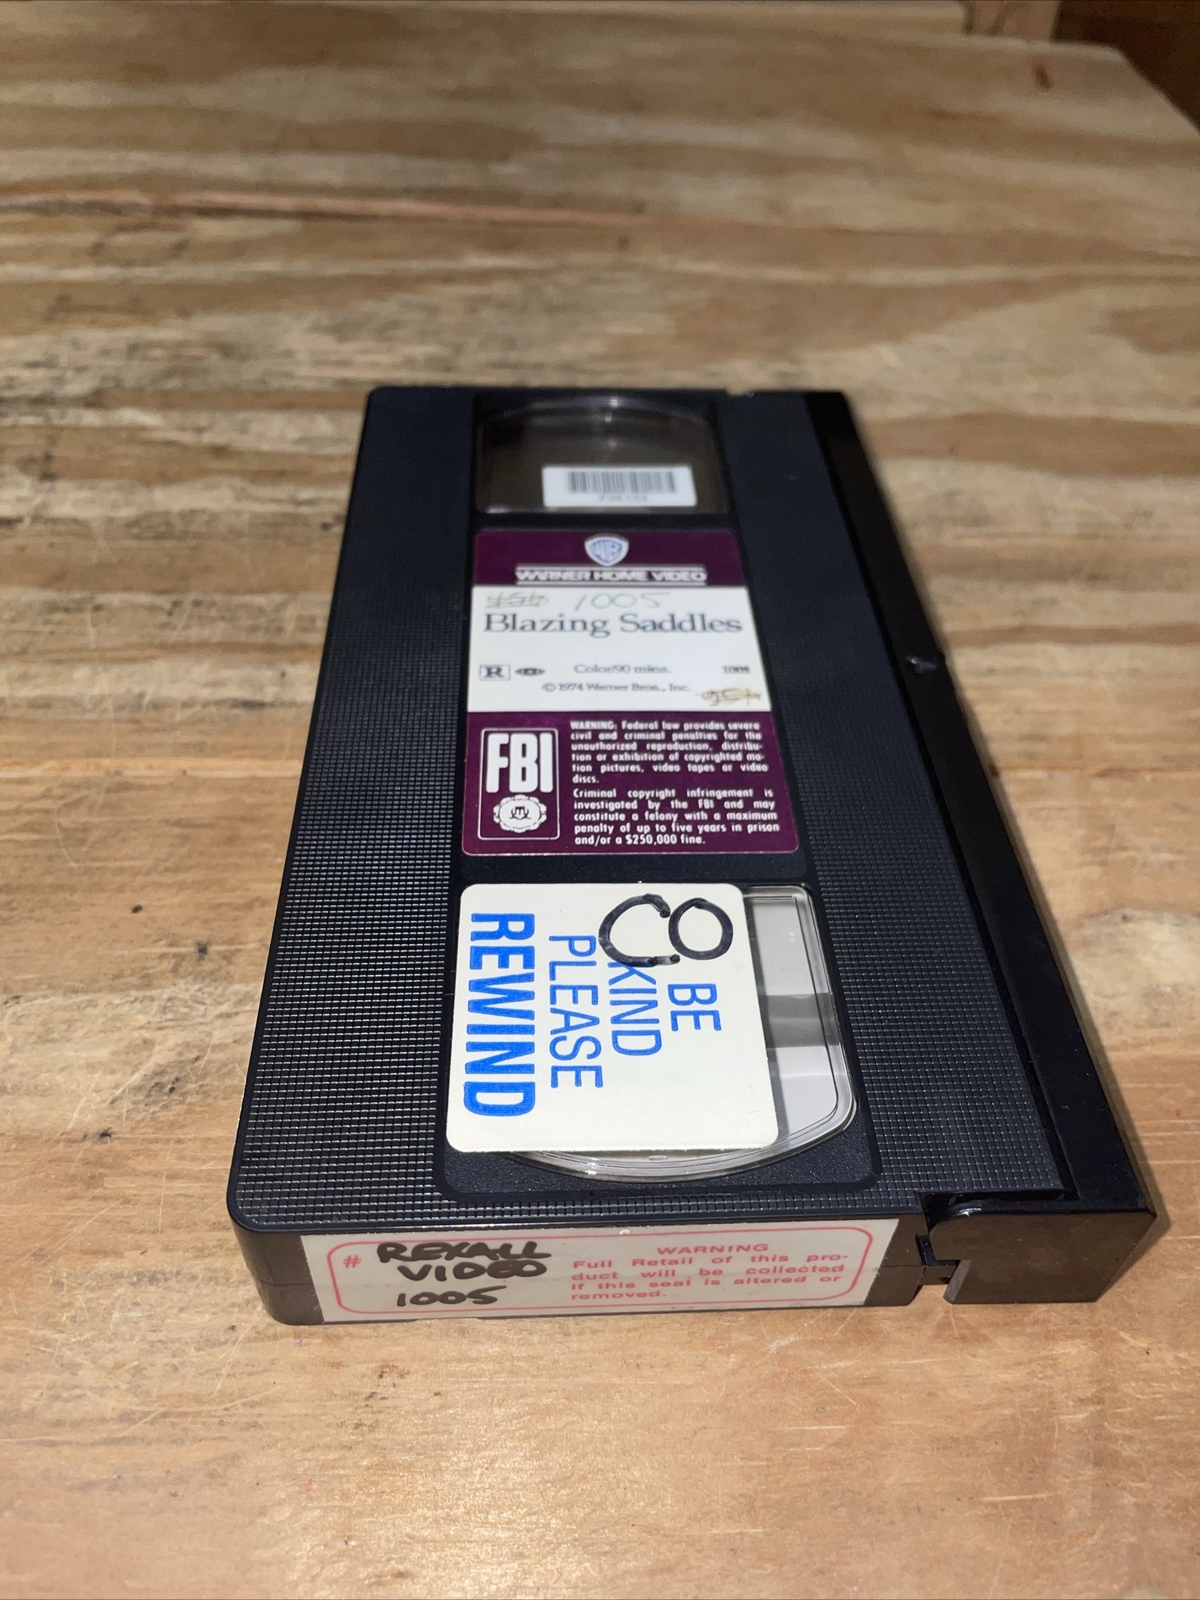 WB
WARNER HOME VIDEO
1005
Blazing Saddles
R
Color/90 mins.
© 1974 Warner Bros., Inc.
FBI
WARNING: Federal law provides severe
civil and criminal penalties for the
unauthorized reproduction, distribu-
tion or exhibition of copyrighted mo-
tion pictures, video tapes or video
discs.
Criminal copyright infringement is
investigated by the FBI and may
constitute a felony with a maximum
penalty of up to five years in prison
and/or a $250,000 fine.
BE
KIND
PLEASE
REWIND
#
REXALL
VIDEO
1005
WARNING
Full Retail of this pro-
duct will be collected
if this seal is altered or
removed.